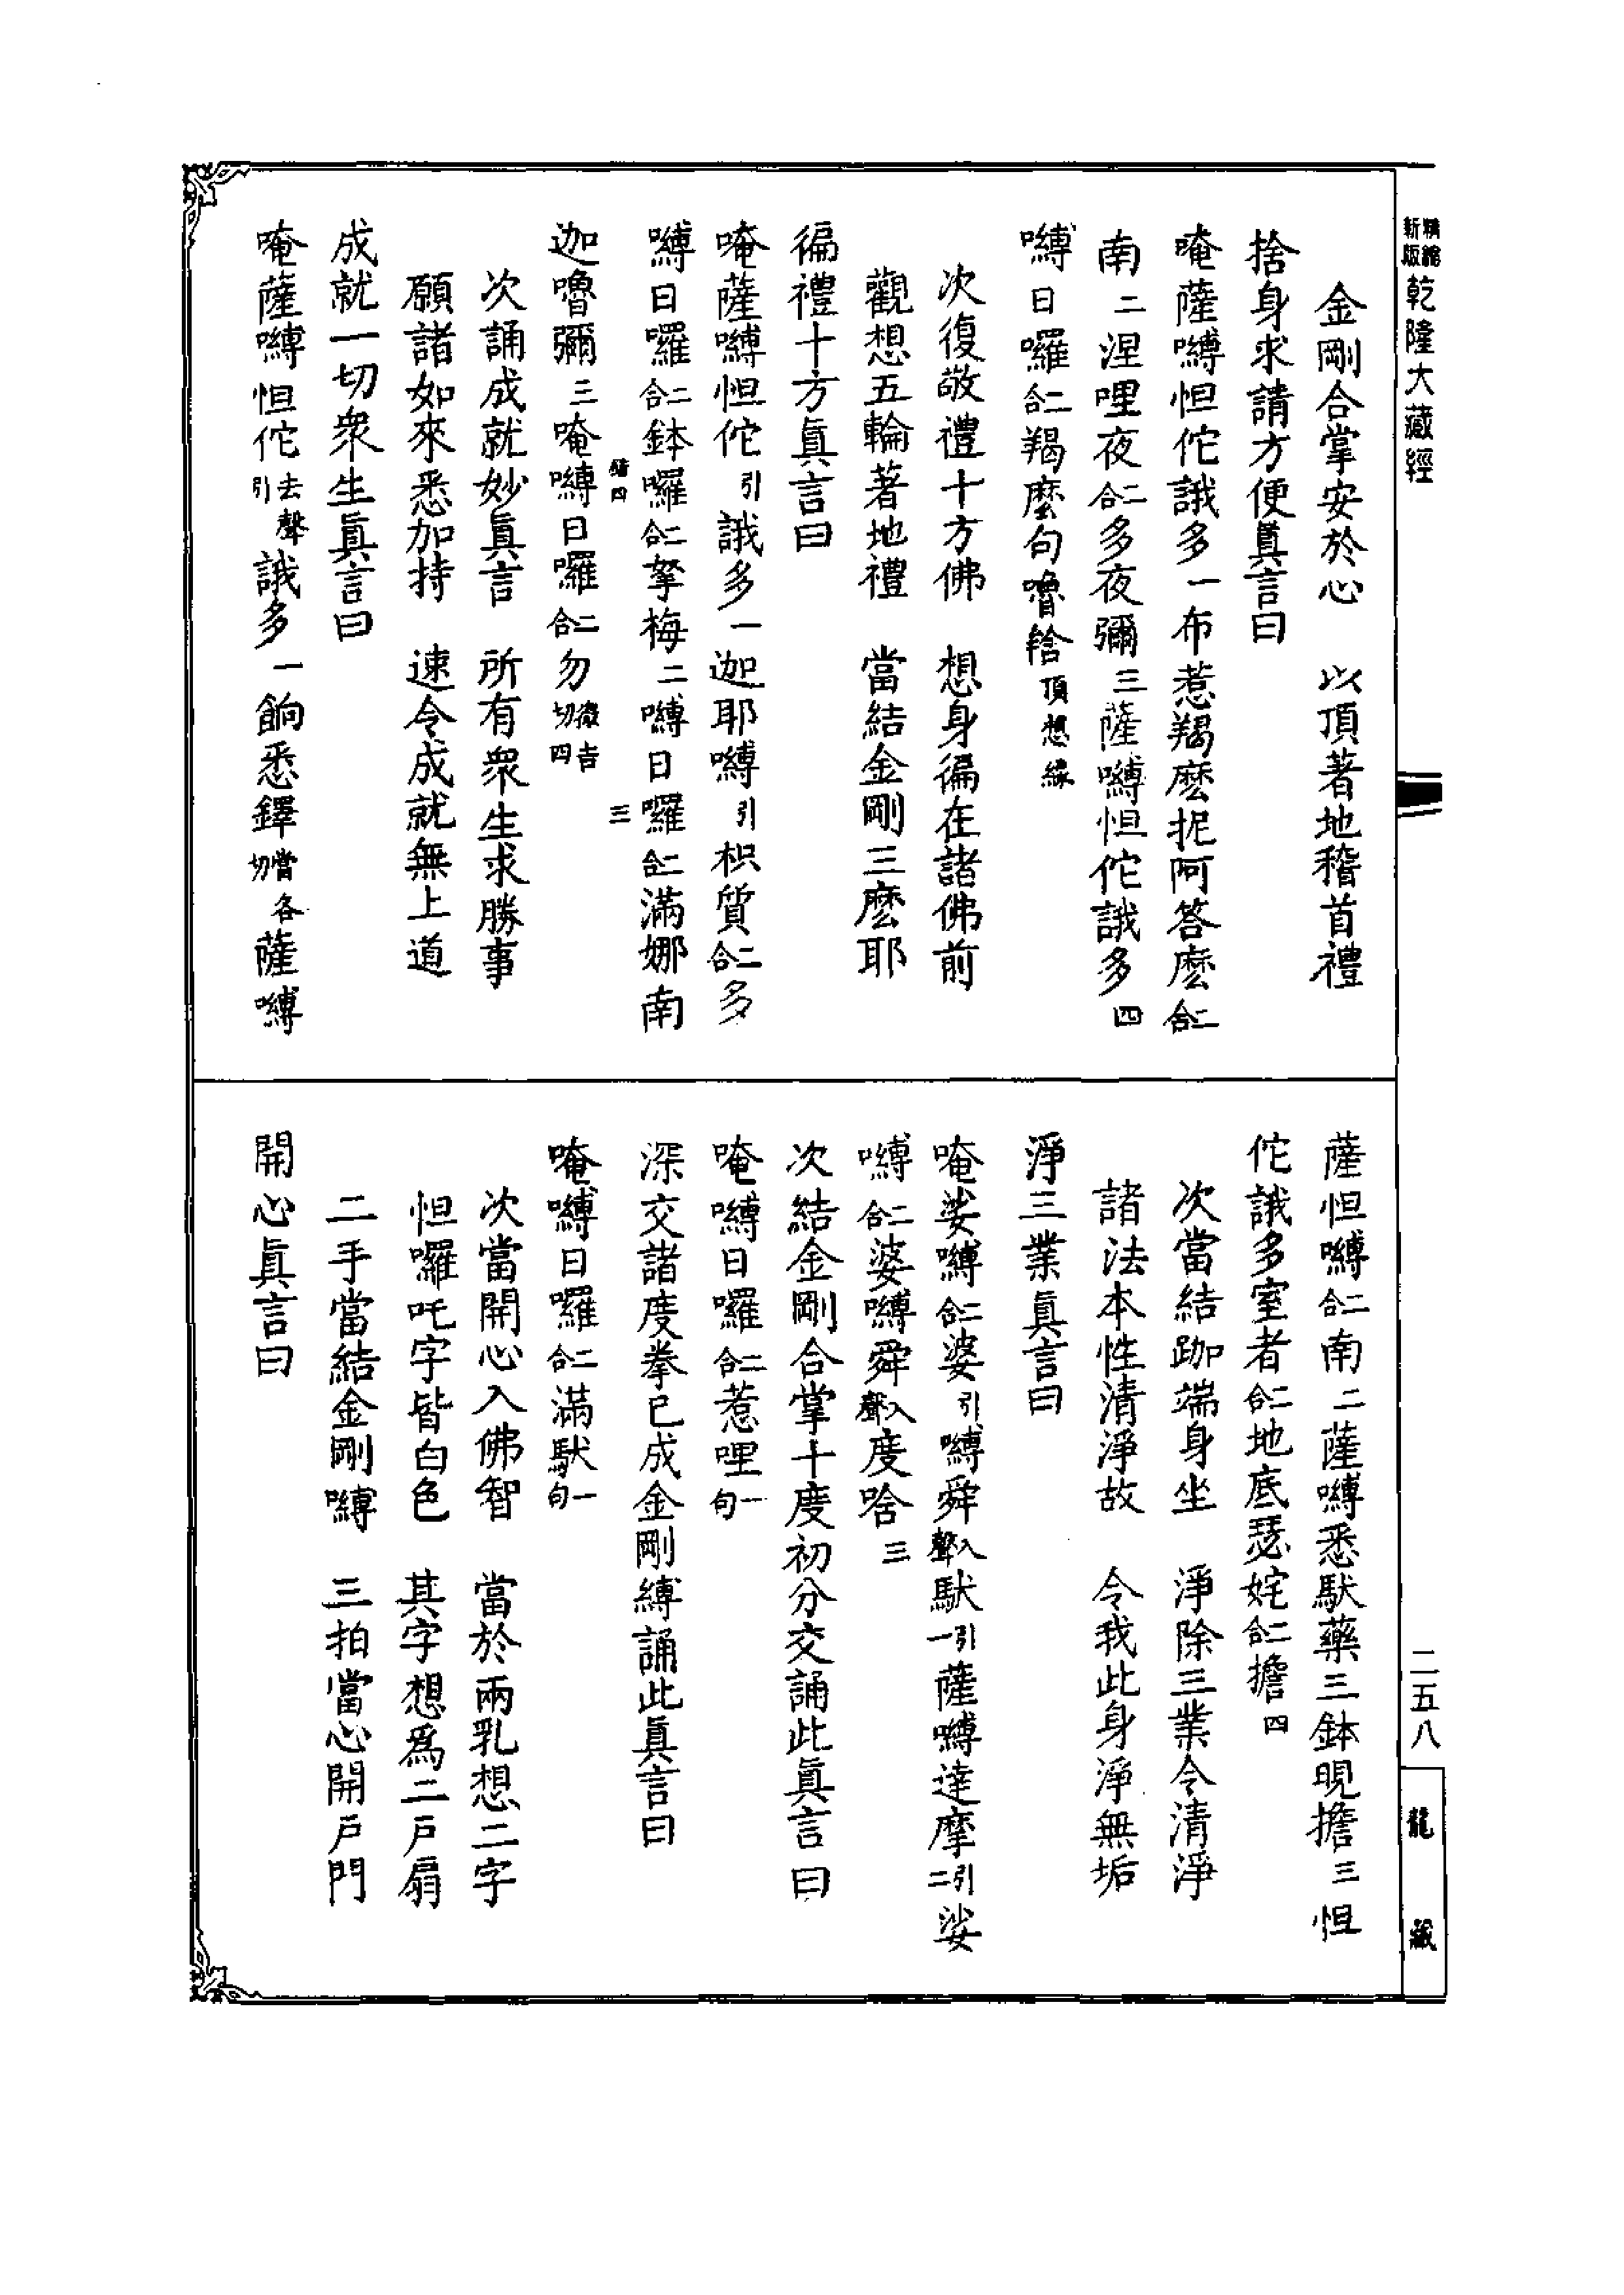 精縮新版乾隆大藏經
金剛合掌安於心　以頂著地稽首禮
捨身求請方便真言曰
唵薩嚩怛佗誐多一布惹羯麽抳阿答麽二合
南二涅哩夜二合多夜彌三薩嚩怛佗誐多四
嚩日囉二合羯麽句嚕䤈頂想緣
次復敬禮十方佛　想身徧在諸佛前
觀想五輪著地禮　當結金剛三麽耶
徧禮十方真言曰
唵薩嚩怛佗引誐多一迦耶嚩引枳質二合多
嚩日囉二合鉢囉二合拏梅二嚩日囉二合滿娜南
猪四　三
迦嚕彌三唵嚩日囉二合勿微吉切四
次誦成就妙真言　所有眾生求勝事
願諸如來悉加持　速令成就無上道
成就一切眾生真言曰
唵薩嚩怛佗去聲引誐多一餉悉鐸當各切薩嚩
薩怛嚩二合南二薩嚩悉馱藥三鉢睍擔三怛
佗誐多室者二合地底瑟姹二合擔四
次當結跏端身坐　淨除三業令清淨
諸法本性清淨故　令我此身淨無垢
淨三業真言曰
唵娑嚩二合婆引嚩舜入聲馱引一薩嚩達摩引二娑
嚩二合婆嚩舜入聲度唅三
次結金剛合掌十度初分交誦此真言曰
唵嚩日囉二合惹哩一句
深交諸度拳已成金剛縛誦此真言曰
唵嚩日囉二合滿馱一句
次當開心入佛智　當於兩乳想二字
怛囉吒字皆白色　其字想為二戶扇
二手當結金剛嚩　三拍當心開戶門
開心真言曰
二五八
龍藏